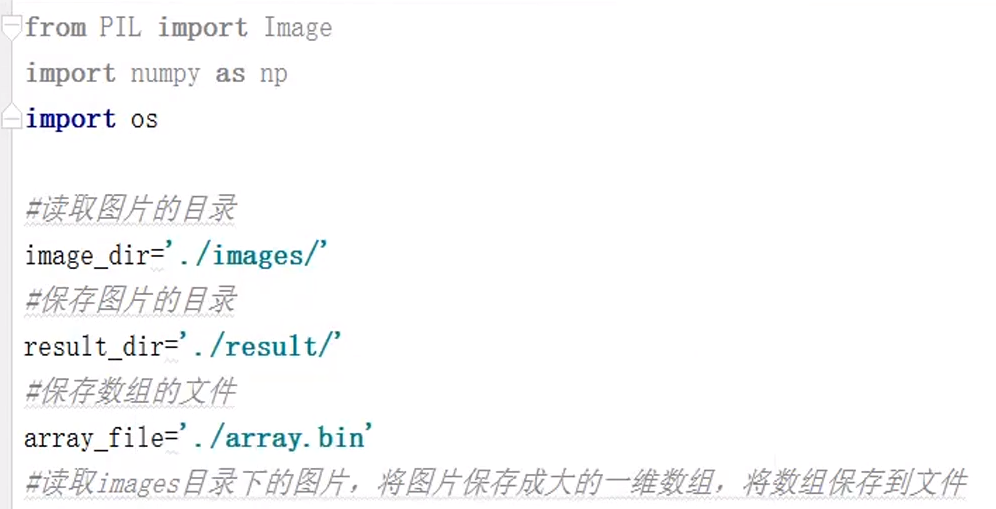 from PIL import Image
import numpy as np
import os
#读取图片的目录
image_dir='./images/'
#保存图片的目录
result_dir='./result/'
#保存数组的文件
array_file='./array.bin'
#读取images目录下的图片，将图片保存成大的一维数组，将数组保存到文件